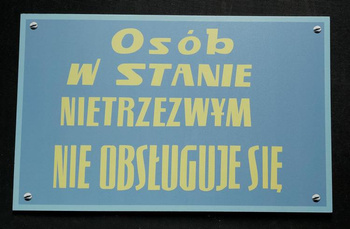 Osób
W STANIE
NIETRZEZWYM
NIE OBSŁUGUJE SIĘ